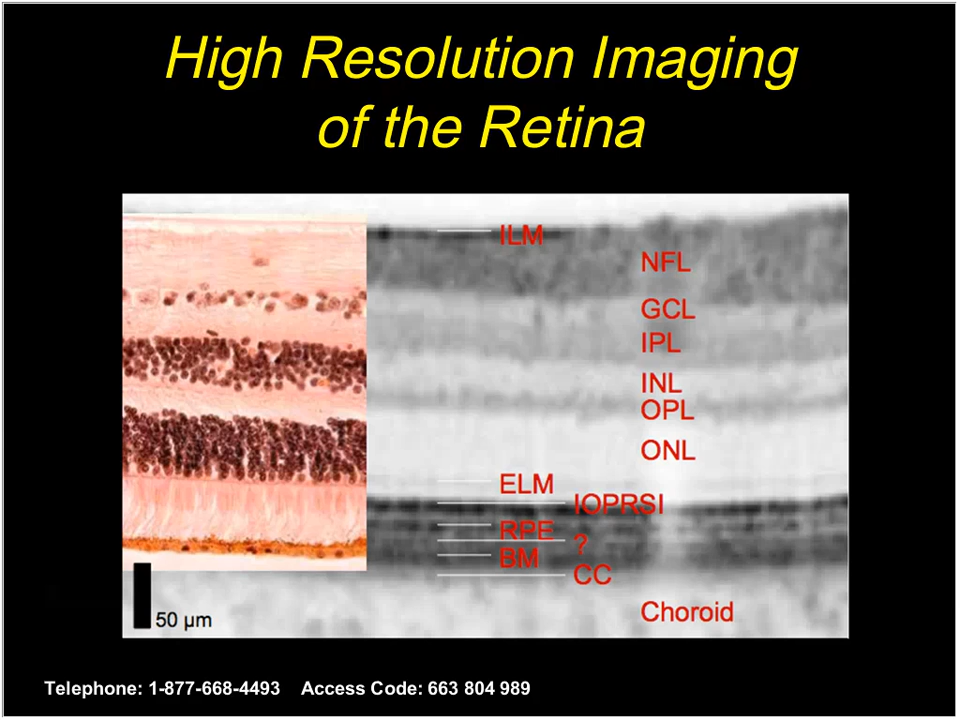 High Resolution Imaging
of the Retina
ILM
NFL
GCL
IPL
INL
OPL
ONL
ELM
IOPRSI
RPE
?
BM
CC
Choroid
50 µm
Telephone: 1-877-668-4493    Access Code: 663 804 989